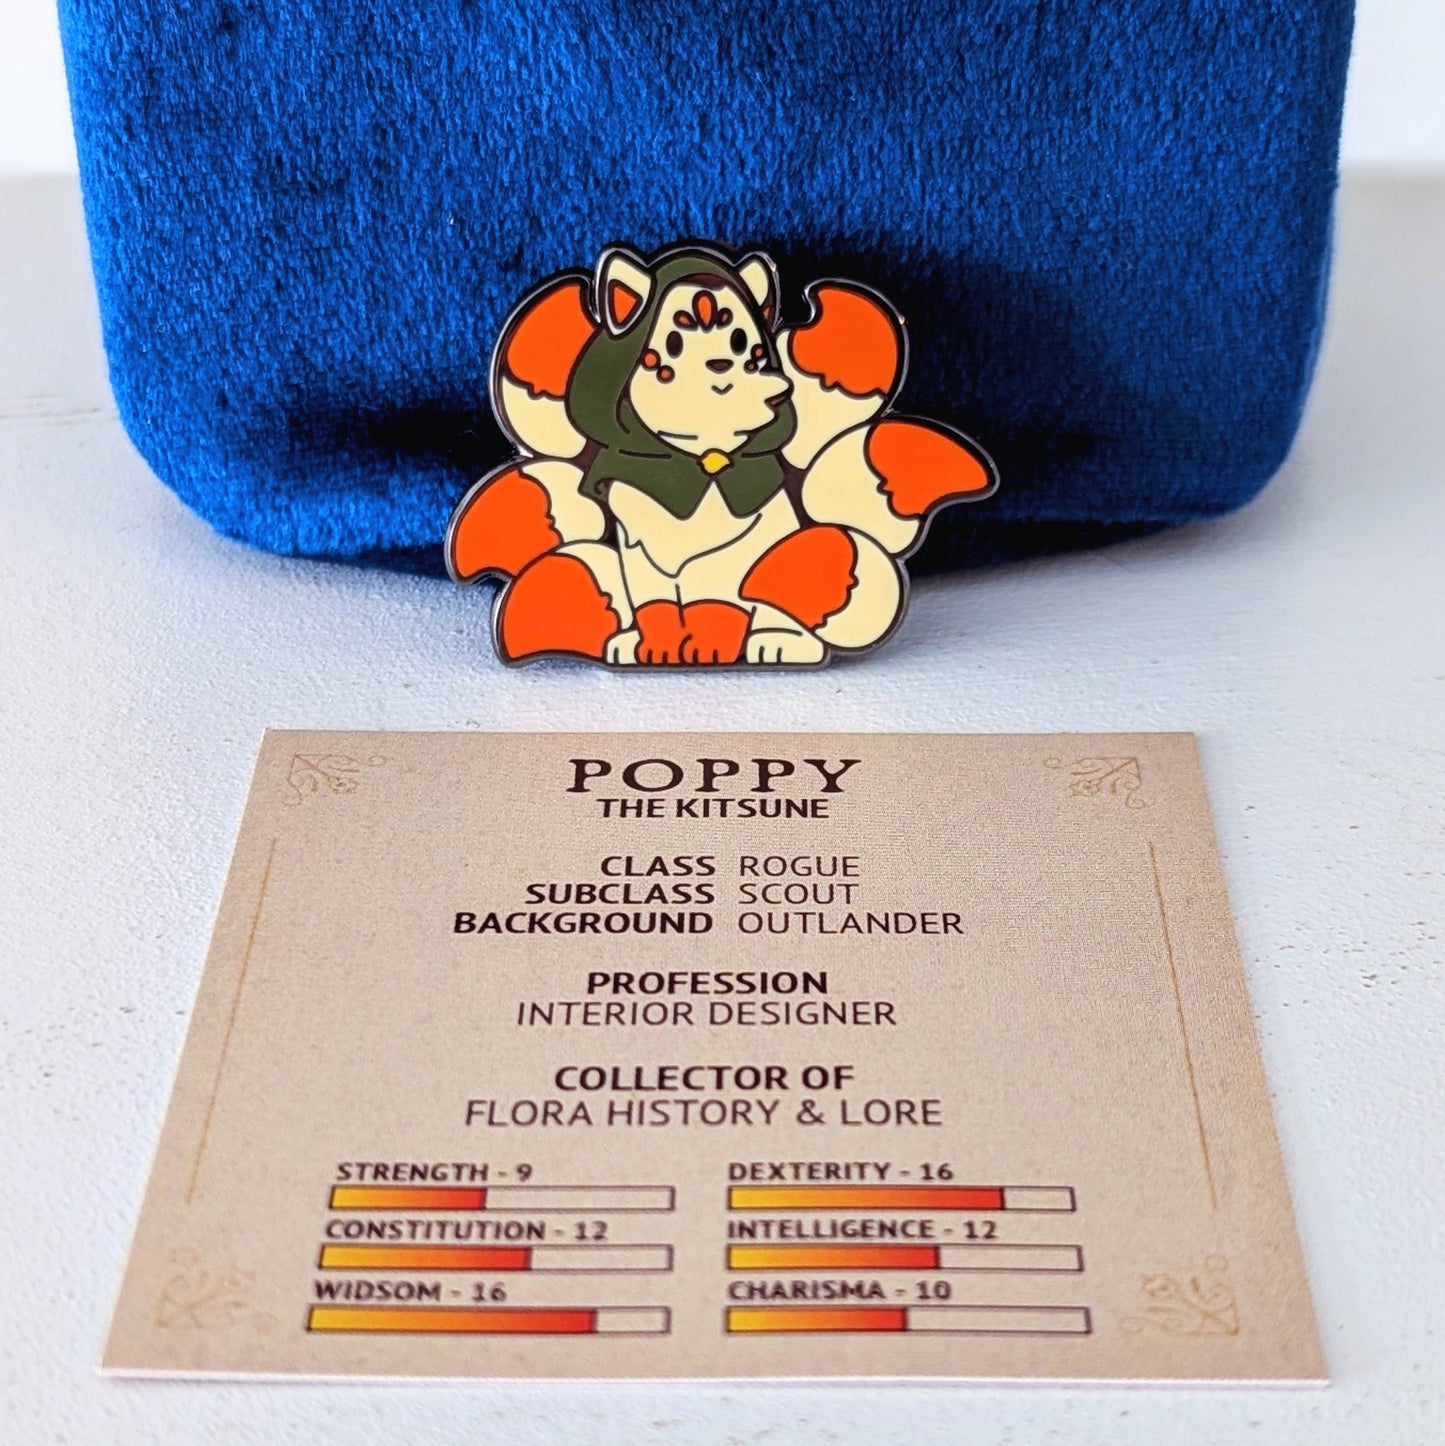 POPPY
THE KITSUNE
CLASS ROGUE
SUBCLASS SCOUT
BACKGROUND OUTLANDER
PROFESSION
INTERIOR DESIGNER
COLLECTOR OF
FLORA HISTORY & LORE
STRENGTH - 9
DEXTERITY - 16
CONSTITUTION - 12
INTELLIGENCE - 12
WIDSOM - 16
CHARISMA - 10